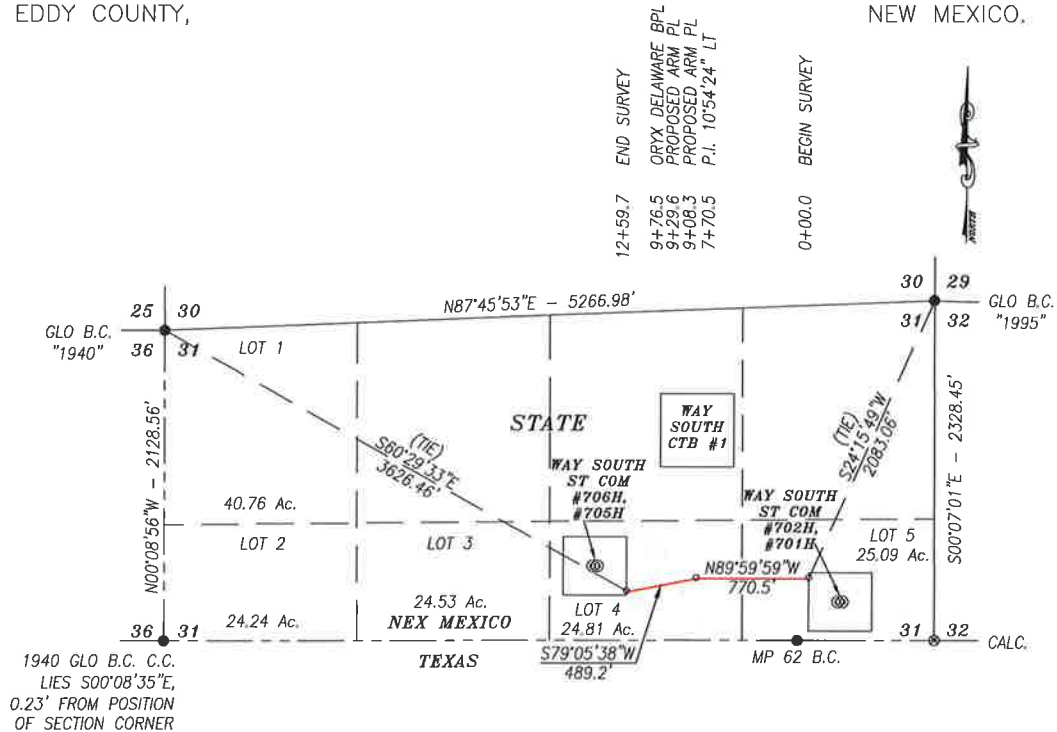 EDDY COUNTY,
NEW MEXICO.
12+59.7 END SURVEY
9+76.5 ORYX DELAWARE BPL
9+29.6 PROPOSED ARM PL
9+08.3 PROPOSED ARM PL
7+70.5 P.I. 10°54'24" LT
0+00.0 BEGIN SURVEY
NORTH
25 30
30 29
N87°45'53"E - 5266.98'
GLO B.C.
"1940"
36 31
LOT 1
31 32
GLO B.C.
"1995"
N00°08'56"W - 2128.56'
(TIE)
S60°29'33"E
3626.46'
STATE
WAY
SOUTH
CTB #1
(TIE)
S24°15'49"W
2083.06'
S00°07'01"E - 2328.45'
WAY SOUTH
ST COM
#706H,
#705H
WAY SOUTH
ST COM
#702H,
#701H
40.76 Ac.
LOT 2
LOT 3
LOT 5
25.09 Ac.
N89°59'59"W
770.5'
24.24 Ac.
24.53 Ac.
NEX MEXICO
LOT 4
24.81 Ac.
36 31
TEXAS
S79°05'38"W
489.2'
MP 62 B.C.
31 32
CALC.
1940 GLO B.C. C.C.
LIES S00°08'35"E,
0.23' FROM POSITION
OF SECTION CORNER